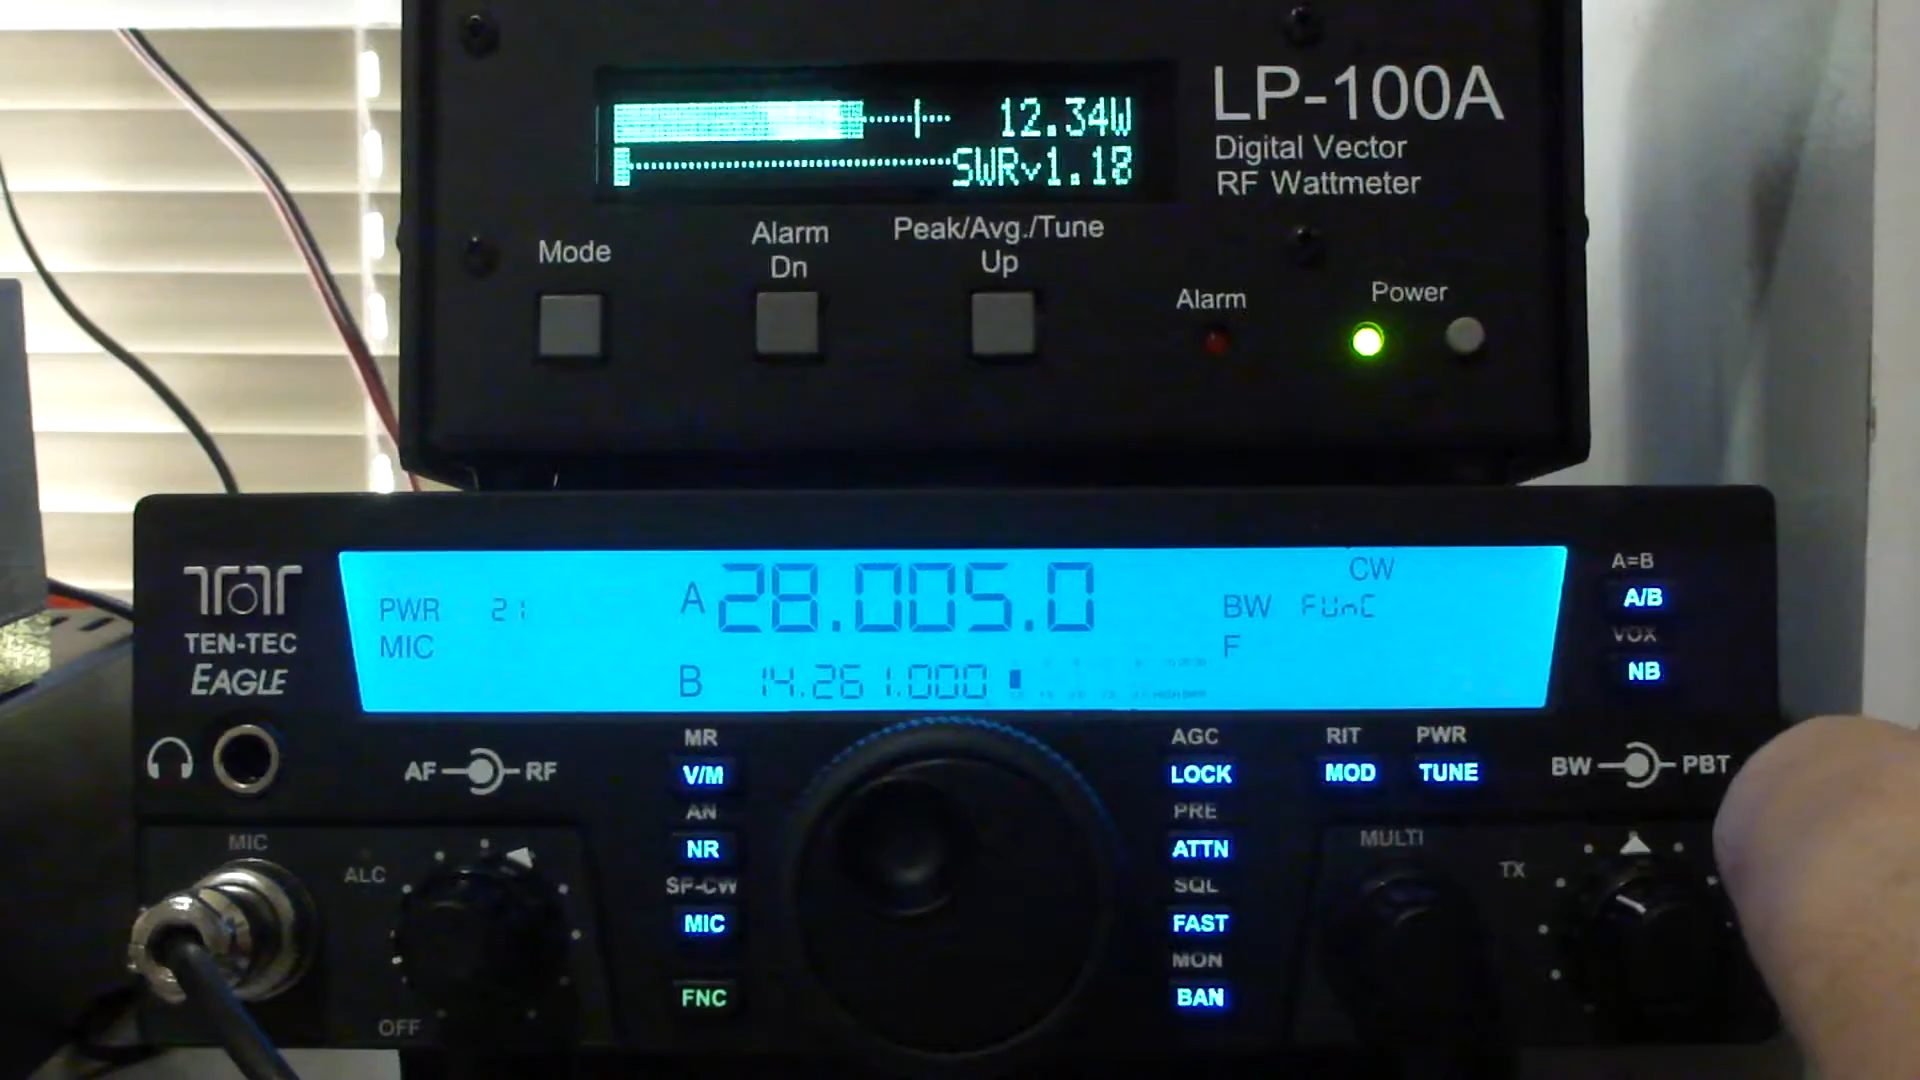 12.34W
SWRv1.10
LP-100A
Digital Vector
RF Wattmeter
Mode
Alarm
Dn
Peak/Avg./Tune
Up
Alarm
Power
TEN-TEC
EAGLE
PWR 21
MIC
A 28.005.0
B 14.261.000
CW
BW FUnC
F
A=B
A/B
VOX
NB
AF RF
MR
V/M
AN
NR
SP-CW
MIC
FNC
AGC
LOCK
PRE
ATTN
SQL
FAST
MON
BAN
RIT
MOD
PWR
TUNE
BW PBT
MIC
ALC
OFF
MULTI
TX